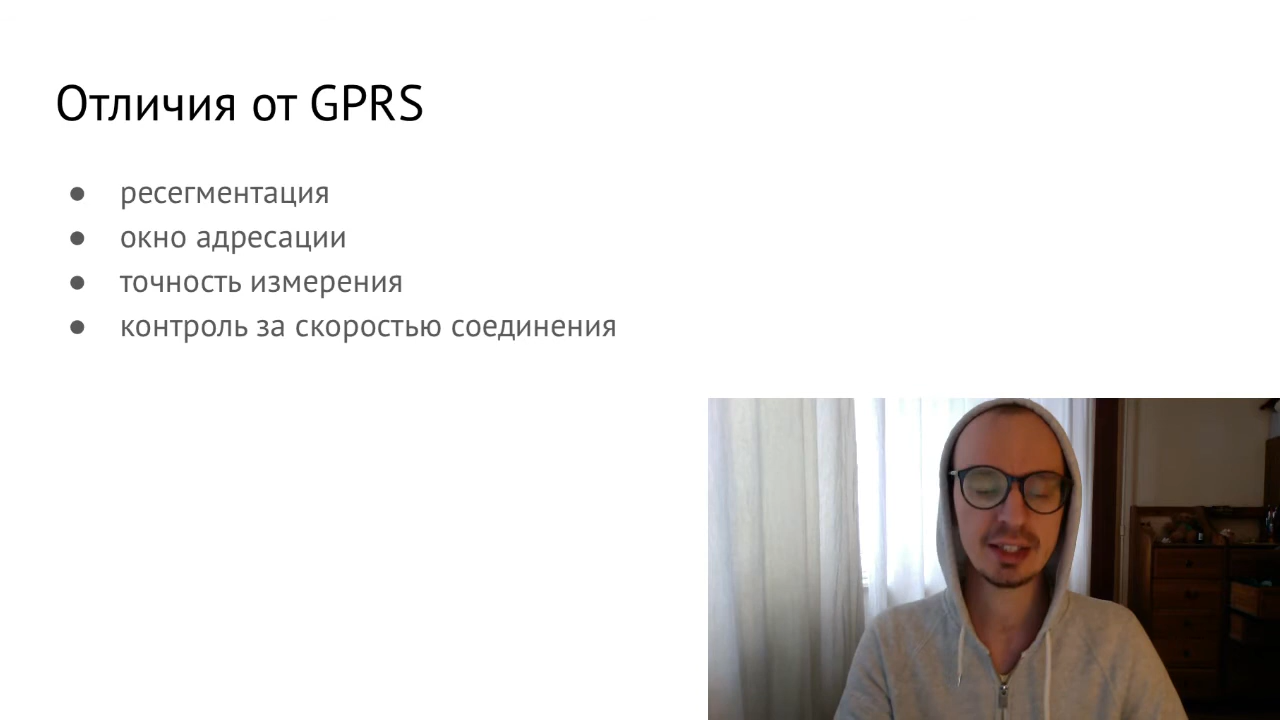 Отличия от GPRS
● ресегментация
● окно адресации
● точность измерения
● контроль за скоростью соединения